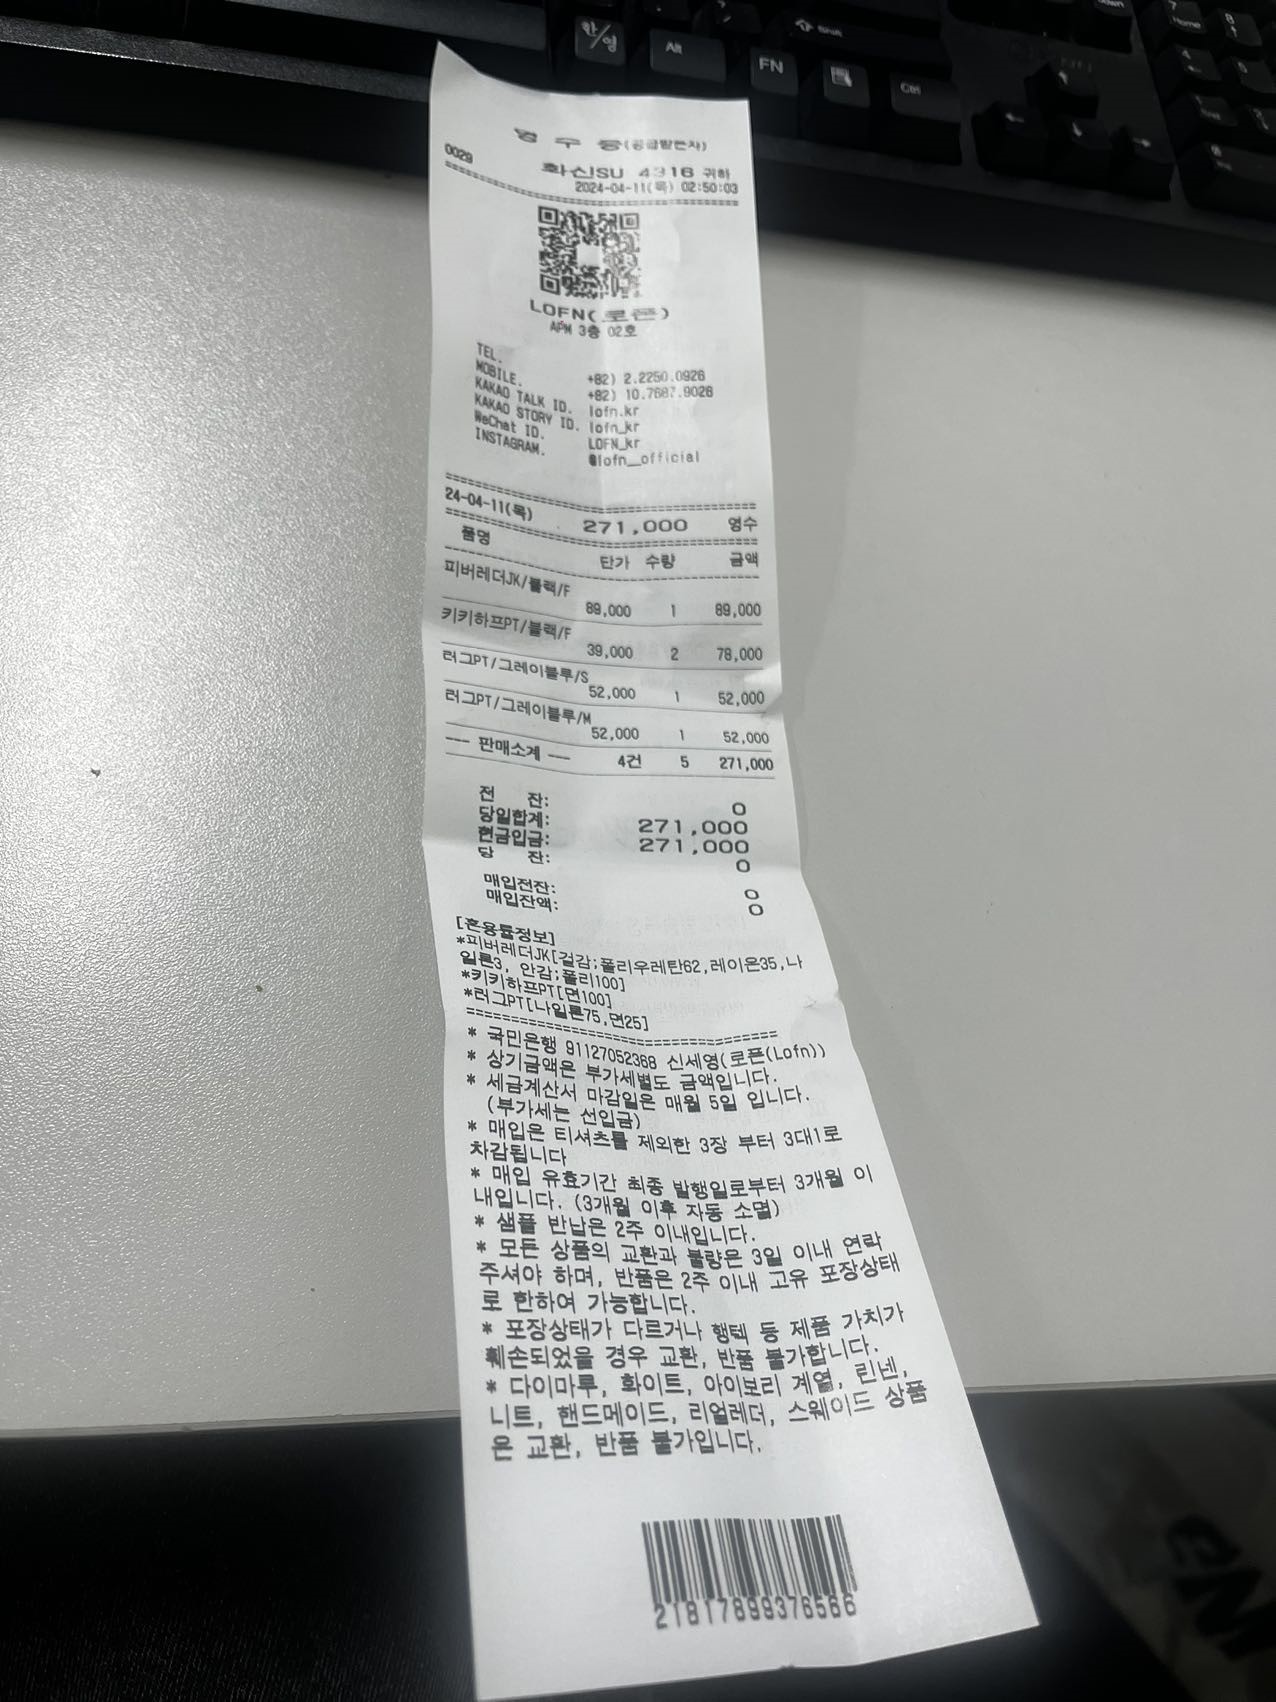 한/영
Alt
FN
Ctrl
Shift
영 수 증(공급받는자)
0029
화신SU 4316 귀하
2024-04-11(목) 02:50:03
LOFN(로픈)
APM 3층 02호
TEL. +82) 2.2250.0926
MOBILE. +82) 10.7687.9026
KAKAO TALK ID. lofn.kr
KAKAO STORY ID. lofn_kr
WeChat ID. LOFN_kr
INSTAGRAM. @lofn__official
24-04-11(목) 271,000 영수
품명 단가 수량 금액
피버레더JK/블랙/F
89,000 1 89,000
키키하프PT/블랙/F
39,000 2 78,000
러그PT/그레이블루/S
52,000 1 52,000
러그PT/그레이블루/M
52,000 1 52,000
--- 판매소계 --- 4건 5 271,000
전 잔: 0
당일합계: 271,000
현금입금: 271,000
당 잔: 0
매입전잔: 0
매입잔액: 0
[혼용률정보]
*피버레더JK[겉감;폴리우레탄62,레이온35,나
일론3, 안감;폴리100]
*키키하프PT[면100]
*러그PT[나일론75,면25]
* 국민은행 91127052368 신세영(로픈(Lofn))
* 상기금액은 부가세별도 금액입니다.
* 세금계산서 마감일은 매월 5일 입니다.
(부가세는 선입금)
* 매입은 티셔츠를 제외한 3장 부터 3대1로
차감됩니다
* 매입 유효기간 최종 발행일로부터 3개월 이
내입니다. (3개월 이후 자동 소멸)
* 샘플 반납은 2주 이내입니다.
* 모든 상품의 교환과 불량은 3일 이내 연락
주셔야 하며, 반품은 2주 이내 고유 포장상태
로 한하여 가능합니다.
* 포장상태가 다르거나 행택 등 제품 가치가
훼손되었을 경우 교환, 반품 불가합니다.
* 다이마루, 화이트, 아이보리 계열, 린넨,
니트, 핸드메이드, 리얼레더, 스웨이드 상품
은 교환, 반품 불가입니다.
21817899376566